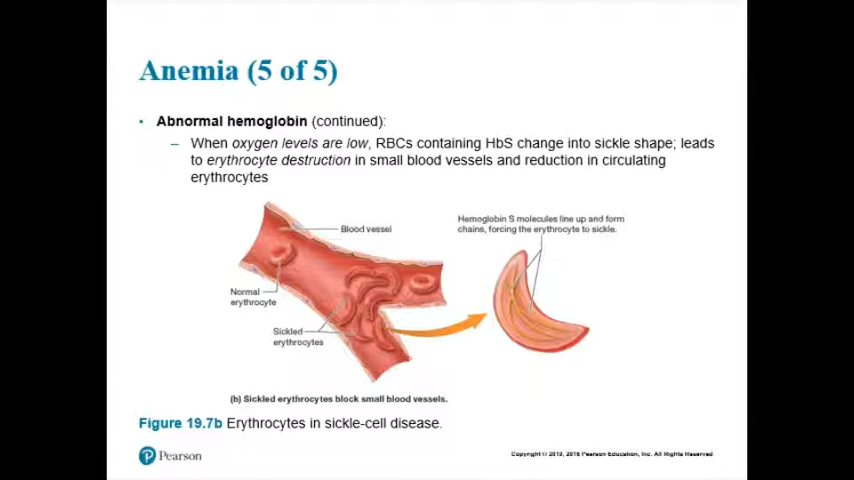 Anemia (5 of 5)
• Abnormal hemoglobin (continued):
– When oxygen levels are low, RBCs containing HbS change into sickle shape; leads
to erythrocyte destruction in small blood vessels and reduction in circulating
erythrocytes
Blood vessel
Hemoglobin S molecules line up and form
chains, forcing the erythrocyte to sickle.
Normal
erythrocyte
Sickled
erythrocytes
(b) Sickled erythrocytes block small blood vessels.
Figure 19.7b Erythrocytes in sickle-cell disease.
P Pearson
Copyright © 2019, 2016 Pearson Education, Inc. All Rights Reserved